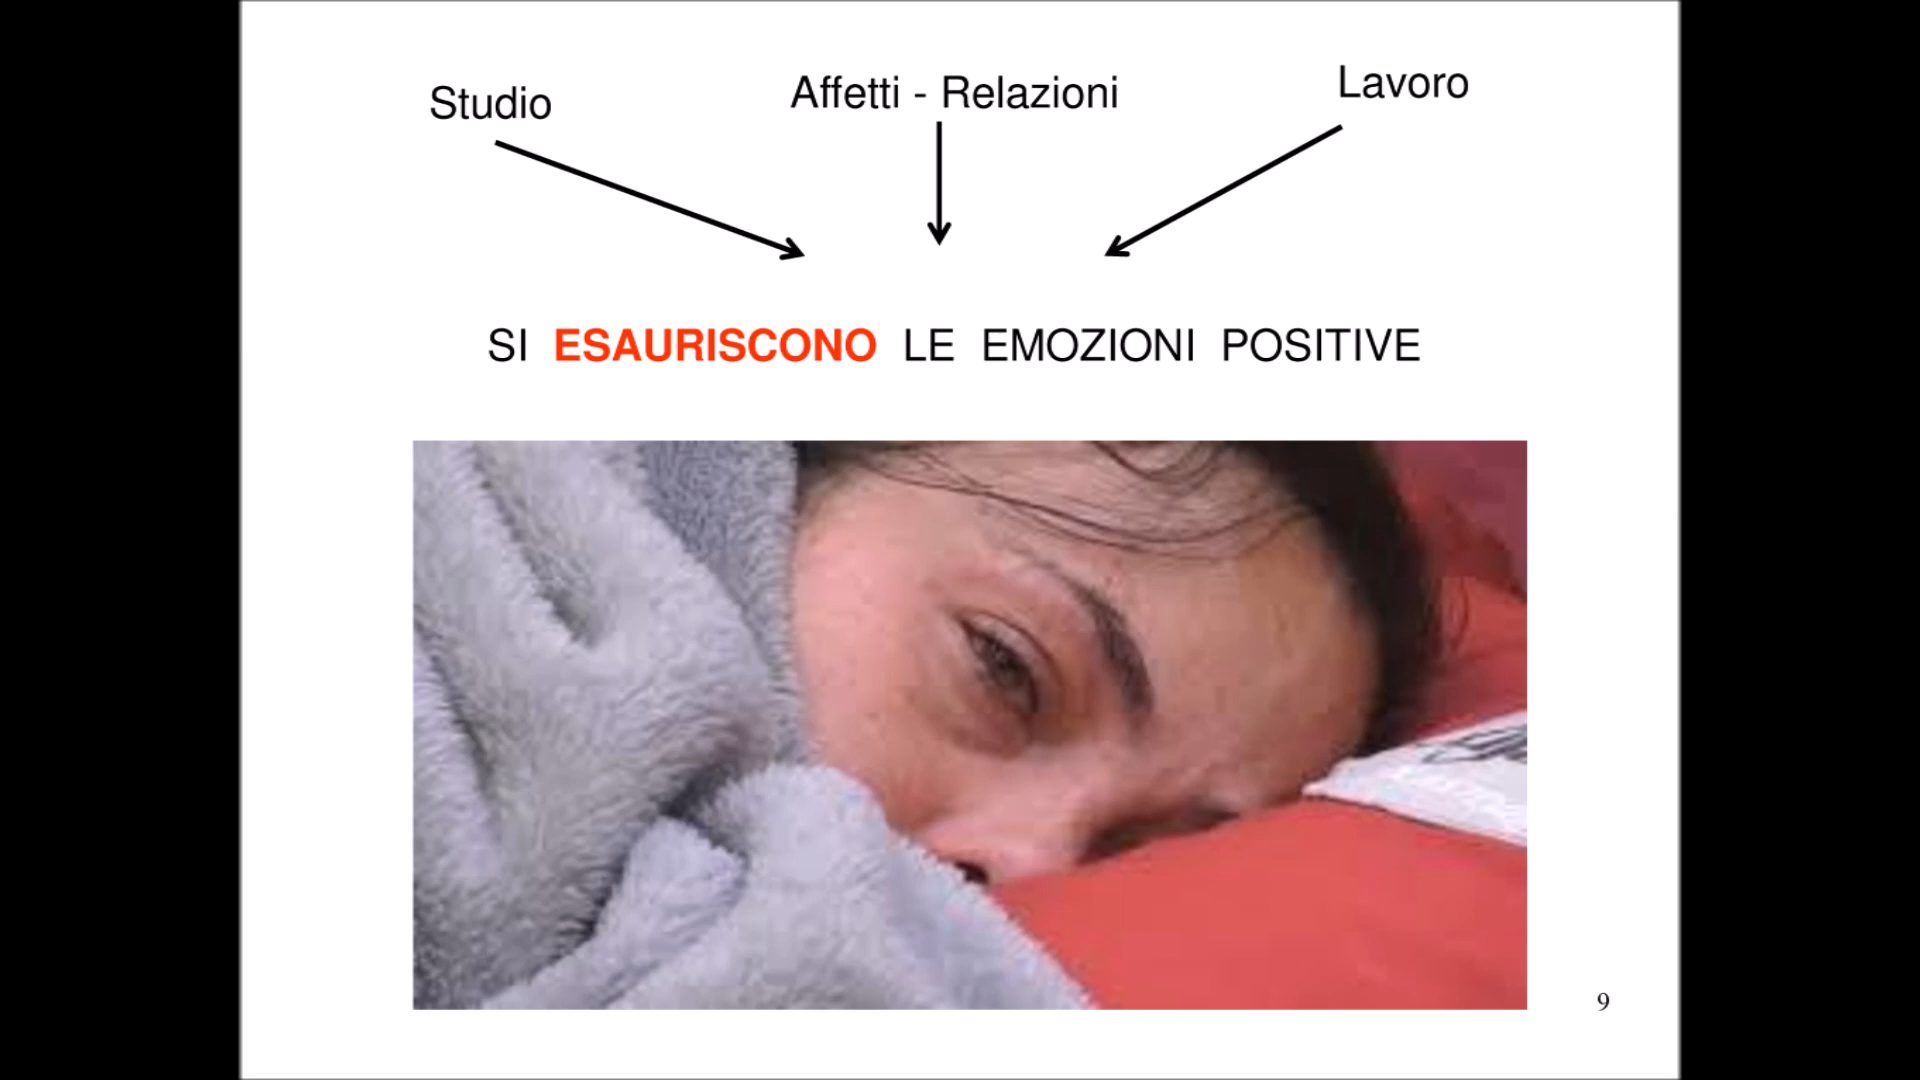 Studio
Affetti - Relazioni
Lavoro
SI ESAURISCONO LE EMOZIONI POSITIVE
9